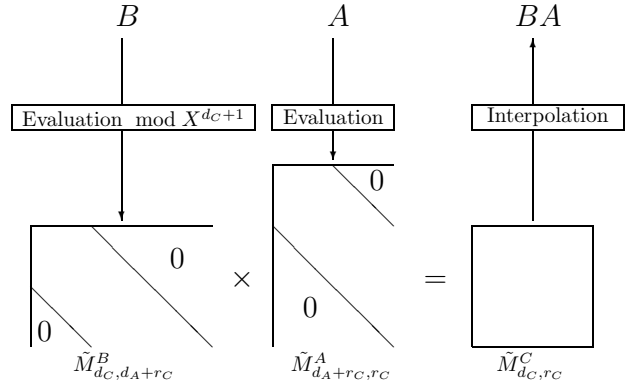 B A BA
Evaluation mod X^{d_C+1} Evaluation Interpolation
0
0
× =
0
0
M̃^B_{d_C,d_A+r_C} M̃^A_{d_A+r_C,r_C} M̃^C_{d_C,r_C}